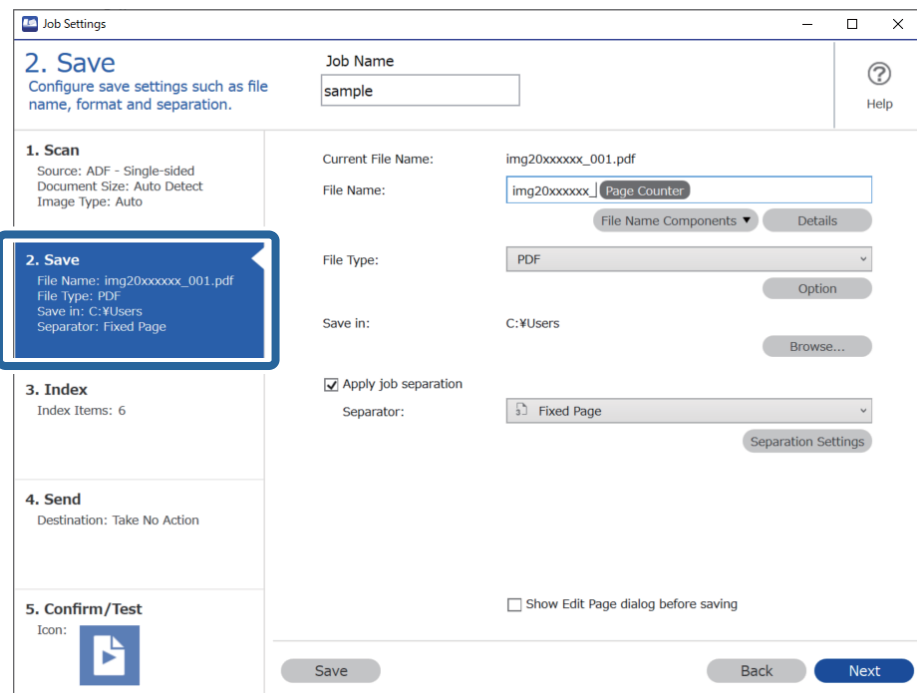 Job Settings
2. Save
Configure save settings such as file
name, format and separation.
Job Name
sample
Help
1. Scan
Source: ADF - Single-sided
Document Size: Auto Detect
Image Type: Auto
2. Save
File Name: img20xxxxxx_001.pdf
File Type: PDF
Save in: C:¥Users
Separator: Fixed Page
3. Index
Index Items: 6
4. Send
Destination: Take No Action
5. Confirm/Test
Icon:
Current File Name: img20xxxxxx_001.pdf
File Name: img20xxxxxx_ Page Counter
File Name Components ▼ Details
File Type: PDF
Option
Save in: C:¥Users
Browse...
Apply job separation
Separator: Fixed Page
Separation Settings
Show Edit Page dialog before saving
Save Back Next